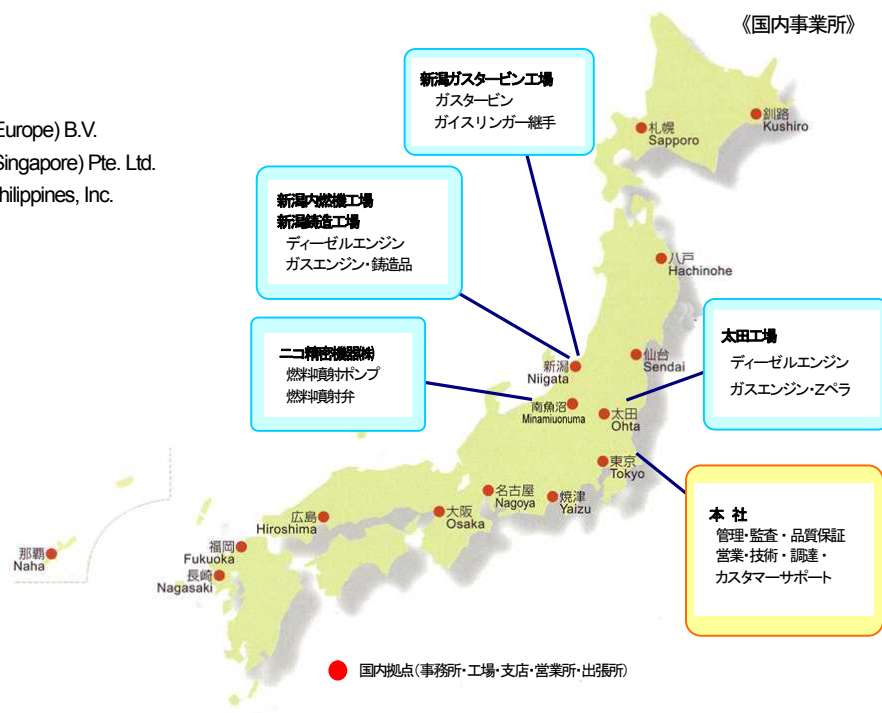 《国内事業所》
Europe) B.V.
Singapore) Pte. Ltd.
hilippines, Inc.
新潟ガスタービン工場
ガスタービン
ガイスリンガー継手
新潟内燃機工場
新潟鋳造工場
ディーゼルエンジン
ガスエンジン・鋳造品
ニコ精密機器㈱
燃料噴射ポンプ
燃料噴射弁
太田工場
ディーゼルエンジン
ガスエンジン・Zペラ
本 社
管理・監査・品質保証
営業・技術・調達・
カスタマーサポート
釧路
Kushiro
札幌
Sapporo
八戸
Hachinohe
仙台
Sendai
新潟
Niigata
南魚沼
Minamiuonuma
太田
Ohta
東京
Tokyo
名古屋
Nagoya
焼津
Yaizu
大阪
Osaka
広島
Hiroshima
福岡
Fukuoka
長崎
Nagasaki
那覇
Naha
国内拠点(事務所・工場・支店・営業所・出張所)